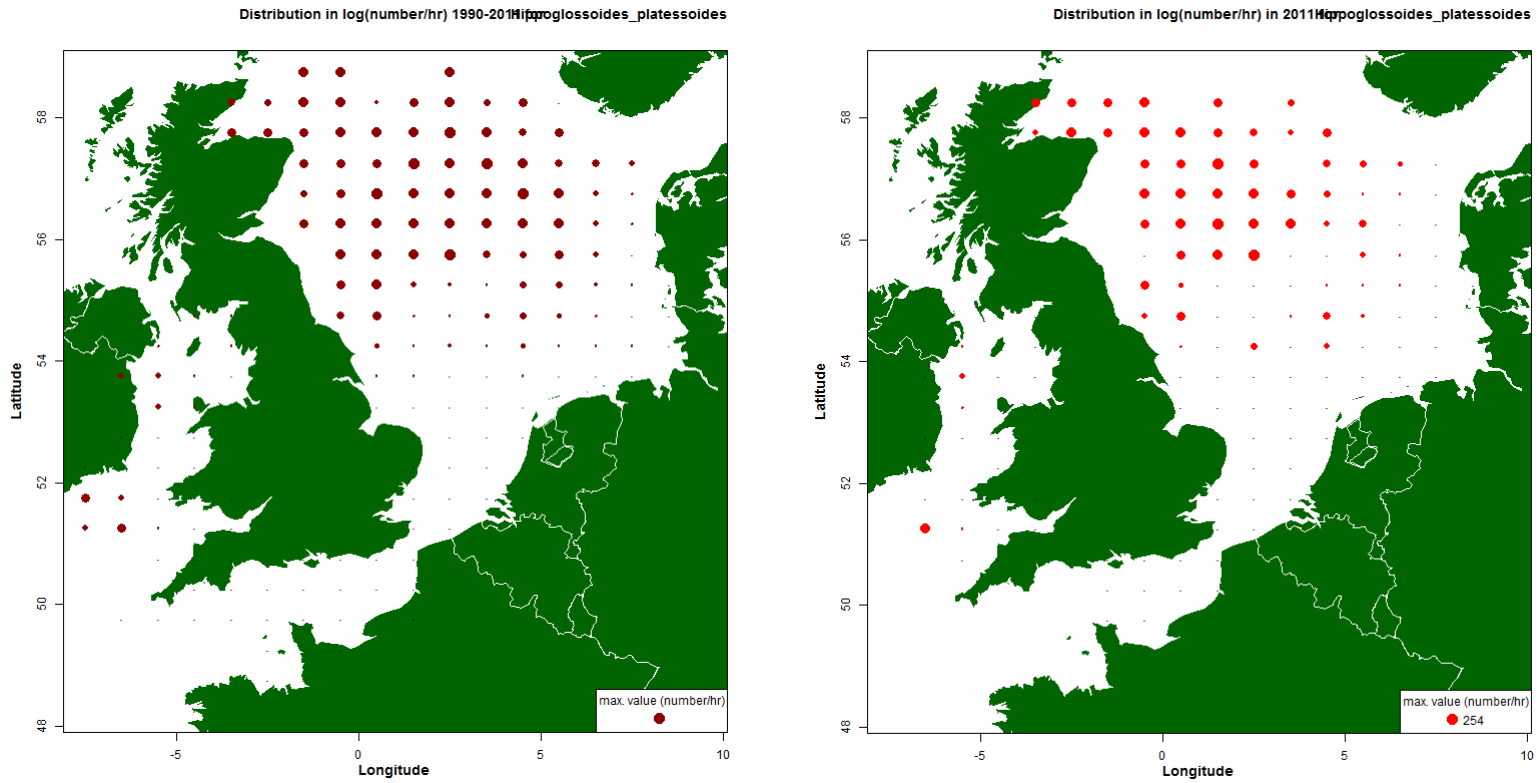 Distribution in log(number/hr) 1990-2011 for Hippoglossoides_platessoides
58
56
54
52
50
48
Latitude
-5 0 5 10
Longitude
max. value (number/hr)
Distribution in log(number/hr) in 2011 for Hippoglossoides_platessoides
58
56
54
52
50
48
Latitude
-5 0 5 10
Longitude
max. value (number/hr)
254